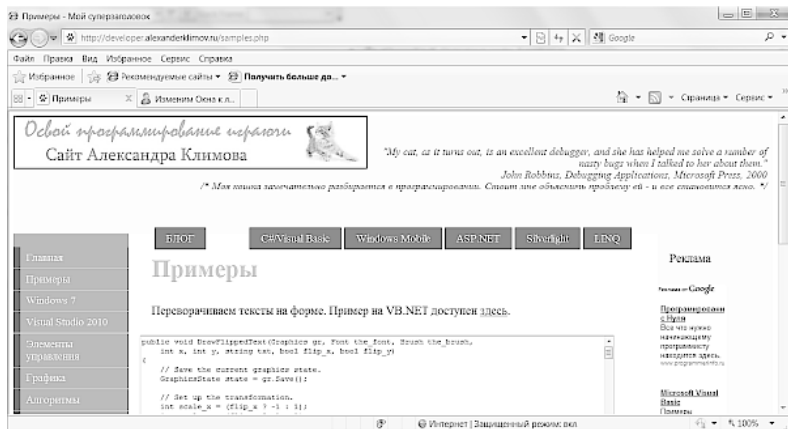 Примеры - Мой суперзаголовок
http://developer.alexanderklimov.ru/samples.php
Google
Файл Правка Вид Избранное Сервис Справка
Избранное Рекомендуемые сайты Получить больше до...
Примеры
Изменим Окна к л...
Страница Сервис
Освой программирование играючи
Сайт Александра Климова
"My cat, as it turns out, is an excellent debugger, and she has helped me solve a number of
nasty bugs when I talked to her about them."
John Robbins, Debugging Applications, Microsoft Press, 2000
/* Моя кошка замечательно разбирается в программировании. Стоит мне объяснить проблему ей - и все становится ясно. */
БЛОГ C#/Visual Basic Windows Mobile ASP.NET Silverlight LINQ
Главная
Примеры
Windows 7
Visual Studio 2010
Элементы
управления
Графика
Алгоритмы
Примеры
Переворачиваем тексты на форме. Пример на VB.NET доступен здесь.
public void DrawFlippedText(Graphics gr, Font the_font, Brush the_brush,
int x, int y, string txt, bool flip_x, bool flip_y)
{
// Save the current graphics state.
GraphicsState state = gr.Save();
// Set up the transformation.
int scale_x = (flip_x ? -1 : 1);
Реклама
Реклама от Google
Программировани
с Нуля
Все что нужно
начинающему
программисту
находится здесь.
Microsoft Visual
Basic
Примеры
Интернет | Защищенный режим: вкл
100%